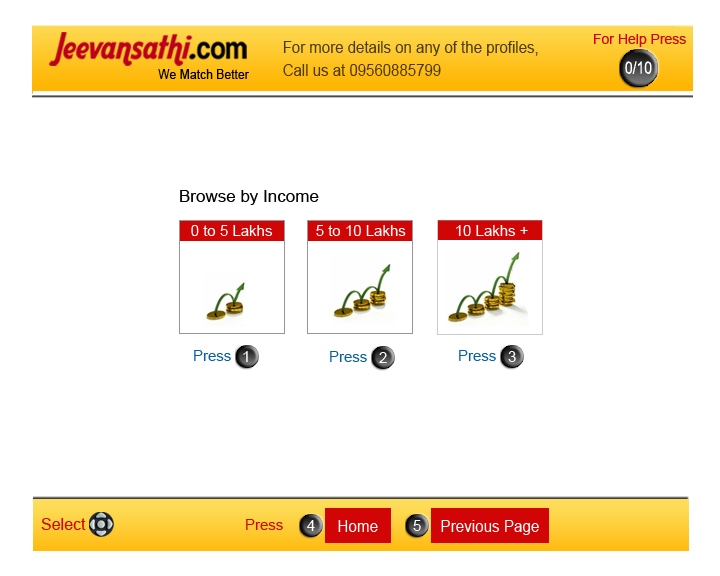 Jeevansathi.com
We Match Better
For more details on any of the profiles,
Call us at 09560885799
For Help Press
0/10
Browse by Income
0 to 5 Lakhs
5 to 10 Lakhs
10 Lakhs +
Press 1
Press 2
Press 3
Select
Press 4 Home 5 Previous Page